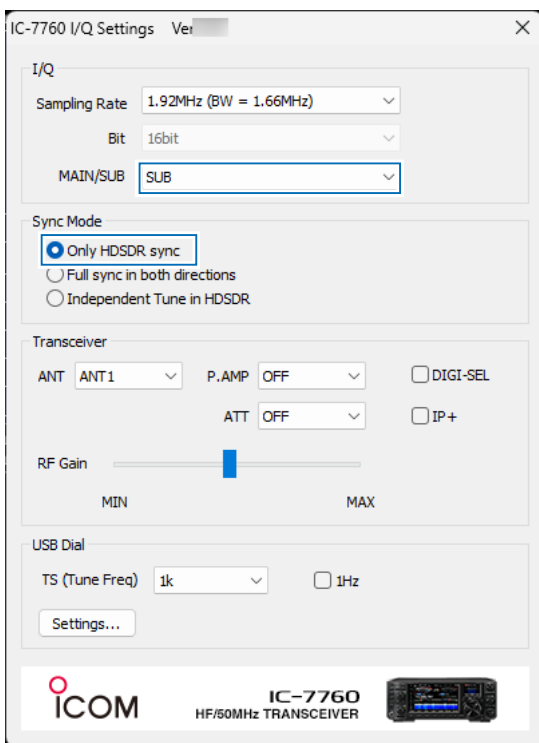 IC-7760 I/Q Settings Ver
I/Q
Sampling Rate 1.92MHz (BW = 1.66MHz)
Bit 16bit
MAIN/SUB SUB
Sync Mode
Only HDSDR sync
Full sync in both directions
Independent Tune in HDSDR
Transceiver
ANT ANT1 P.AMP OFF DIGI-SEL
ATT OFF IP+
RF Gain
MIN MAX
USB Dial
TS (Tune Freq) 1k 1Hz
Settings...
ICOM IC-7760
HF/50MHz TRANSCEIVER